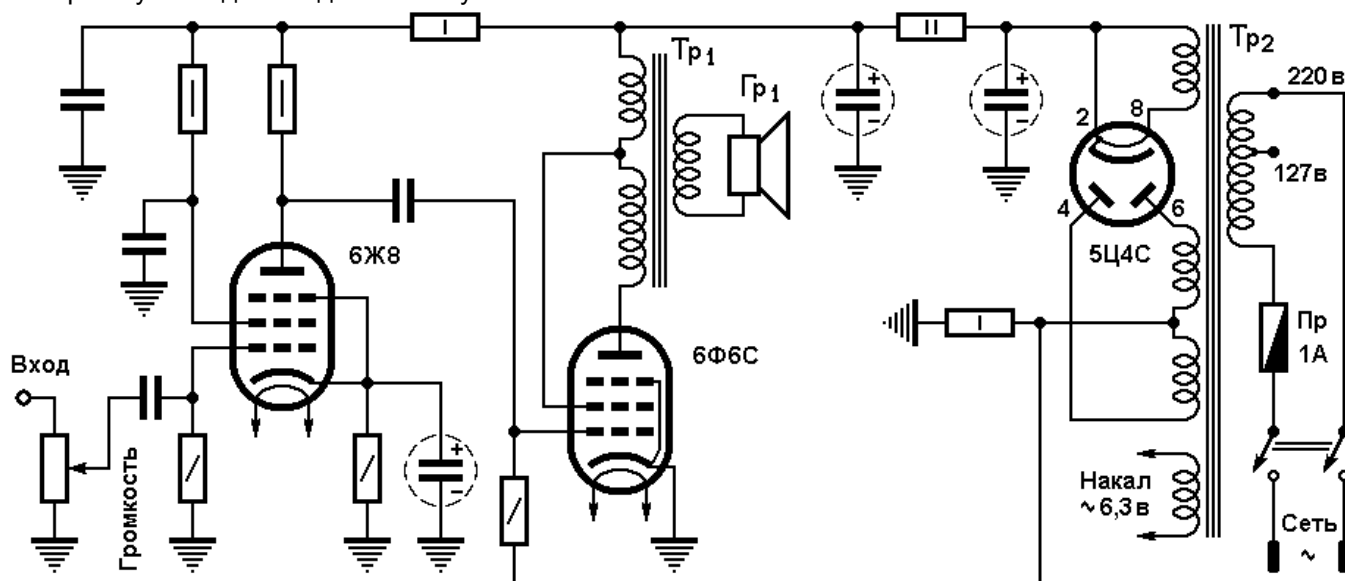 Тр₁
Гр₁
Тр₂
220 в
127 в
2
8
4
6
5Ц4С
6Ж8
6Ф6С
I
II
I
Пр
1А
Вход
Громкость
Накал
~ 6,3 в
Сеть
~